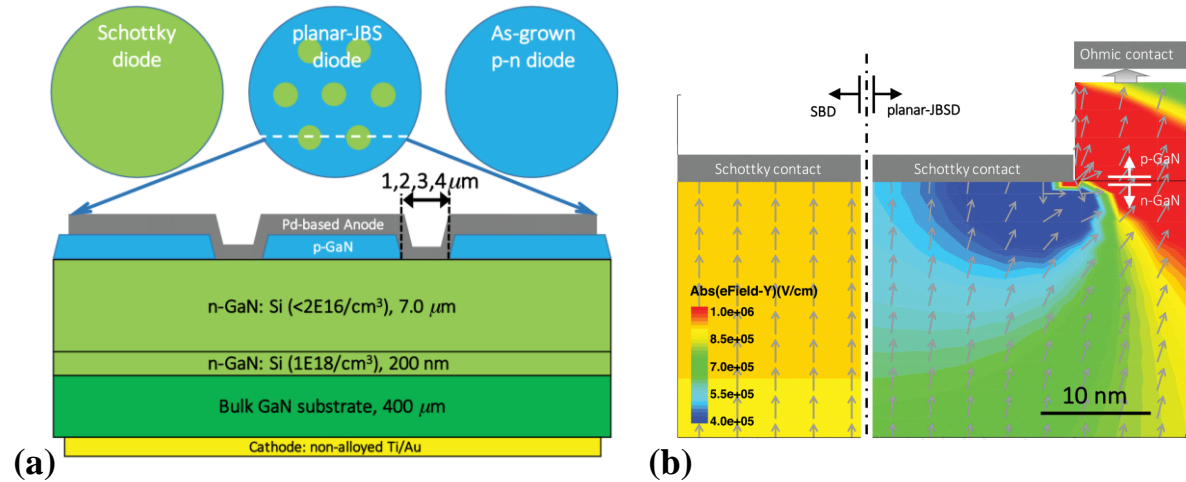 Schottky
diode
planar-JBS
diode
As-grown
p-n diode
1,2,3,4 μm
Pd-based Anode
p-GaN
n-GaN: Si (<2E16/cm³), 7.0 μm
n-GaN: Si (1E18/cm³), 200 nm
Bulk GaN substrate, 400 μm
Cathode: non-alloyed Ti/Au
(a)
Ohmic contact
SBD
planar-JBSD
Schottky contact
Schottky contact
p-GaN
n-GaN
Abs(eField-Y)(V/cm)
1.0e+06
8.5e+05
7.0e+05
5.5e+05
4.0e+05
10 nm
(b)